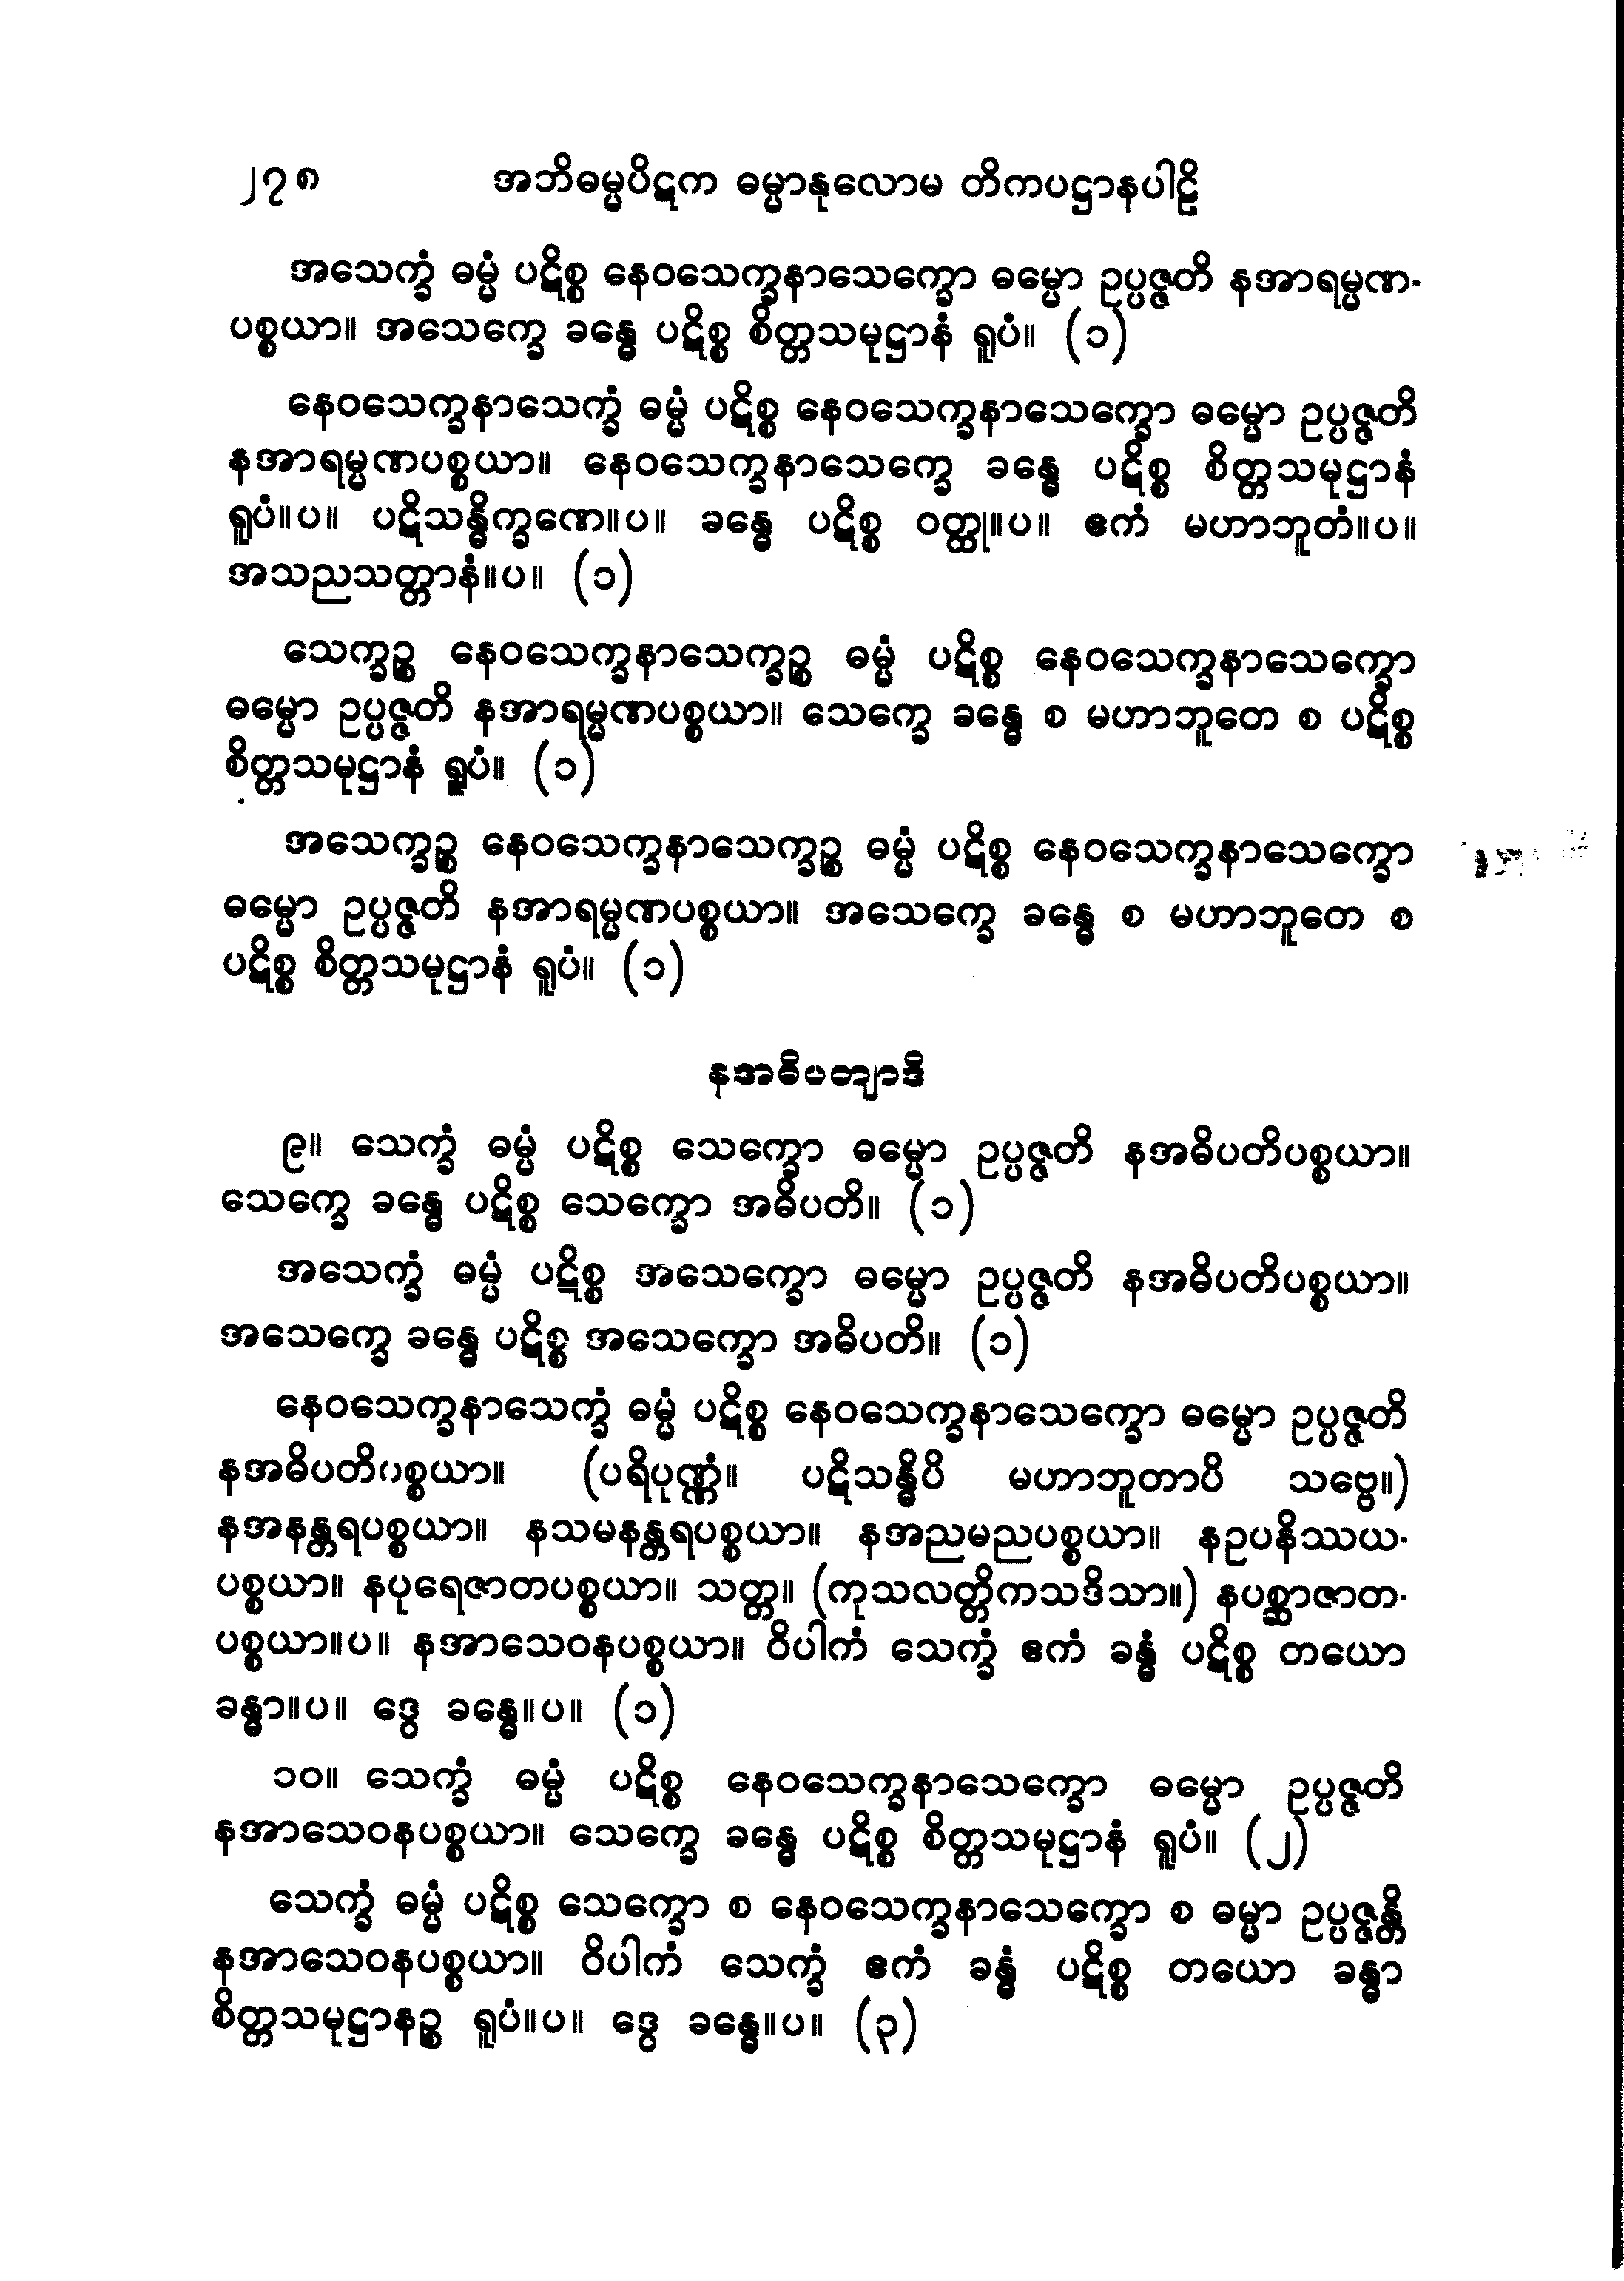 ၂၇၈ အဘိဓမ္မပိဋက ဓမ္မာနုလောမ တိကပဋ္ဌာနပါဠိ
အသေက္ခံ ဓမ္မံ ပဋိစ္စ နေဝသေက္ခနာသေက္ခော ဓမ္မော ဥပ္ပဇ္ဇတိ နအာရမ္မဏ-
ပစ္စယာ။ အသေက္ခေ ခန္ဓေ ပဋိစ္စ စိတ္တသမုဋ္ဌာနံ ရူပံ။ (၁)
နေဝသေက္ခနာသေက္ခံ ဓမ္မံ ပဋိစ္စ နေဝသေက္ခနာသေက္ခော ဓမ္မော ဥပ္ပဇ္ဇတိ
နအာရမ္မဏပစ္စယာ။ နေဝသေက္ခနာသေက္ခေ ခန္ဓေ ပဋိစ္စ စိတ္တသမုဋ္ဌာနံ
ရူပံ။ပ။ ပဋိသန္ဓိက္ခဏေ။ပ။ ခန္ဓေ ပဋိစ္စ ဝတ္ထု။ပ။ ဧကံ မဟာဘူတံ။ပ။
အသညသတ္တာနံ။ပ။ (၁)
သေက္ခဉ္စ နေဝသေက္ခနာသေက္ခဉ္စ ဓမ္မံ ပဋိစ္စ နေဝသေက္ခနာသေက္ခော
ဓမ္မော ဥပ္ပဇ္ဇတိ နအာရမ္မဏပစ္စယာ။ သေက္ခေ ခန္ဓေ စ မဟာဘူတေ စ ပဋိစ္စ
စိတ္တသမုဋ္ဌာနံ ရူပံ။ (၁)
အသေက္ခဉ္စ နေဝသေက္ခနာသေက္ခဉ္စ ဓမ္မံ ပဋိစ္စ နေဝသေက္ခနာသေက္ခော
ဓမ္မော ဥပ္ပဇ္ဇတိ နအာရမ္မဏပစ္စယာ။ အသေက္ခေ ခန္ဓေ စ မဟာဘူတေ စ
ပဋိစ္စ စိတ္တသမုဋ္ဌာနံ ရူပံ။ (၁)
နအဓိပတျာဒိ
၉။ သေက္ခံ ဓမ္မံ ပဋိစ္စ သေက္ခော ဓမ္မော ဥပ္ပဇ္ဇတိ နအဓိပတိပစ္စယာ။
သေက္ခေ ခန္ဓေ ပဋိစ္စ သေက္ခော အဓိပတိ။ (၁)
အသေက္ခံ ဓမ္မံ ပဋိစ္စ အသေက္ခော ဓမ္မော ဥပ္ပဇ္ဇတိ နအဓိပတိပစ္စယာ။
အသေက္ခေ ခန္ဓေ ပဋိစ္စ အသေက္ခော အဓိပတိ။ (၁)
နေဝသေက္ခနာသေက္ခံ ဓမ္မံ ပဋိစ္စ နေဝသေက္ခနာသေက္ခော ဓမ္မော ဥပ္ပဇ္ဇတိ
နအဓိပတိပစ္စယာ။ (ပရိပုဏ္ဏံ။ ပဋိသန္ဓိပိ မဟာဘူတာပိ သဗ္ဗေ။)
နအနန္တရပစ္စယာ။ နသမနန္တရပစ္စယာ။ နအညမညပစ္စယာ။ နဥပနိဿယ-
ပစ္စယာ။ နပုရေဇာတပစ္စယာ။ သတ္တ။ (ကုသလတ္တိကသဒိသာ။) နပစ္ဆာဇာတ-
ပစ္စယာ။ပ။ နအာသေဝနပစ္စယာ။ ဝိပါကံ သေက္ခံ ဧကံ ခန္ဓံ ပဋိစ္စ တယော
ခန္ဓာ။ပ။ ဒွေ ခန္ဓေ။ပ။ (၁)
၁၀။ သေက္ခံ ဓမ္မံ ပဋိစ္စ နေဝသေက္ခနာသေက္ခော ဓမ္မော ဥပ္ပဇ္ဇတိ
နအာသေဝနပစ္စယာ။ သေက္ခေ ခန္ဓေ ပဋိစ္စ စိတ္တသမုဋ္ဌာနံ ရူပံ။ (၂)
သေက္ခံ ဓမ္မံ ပဋိစ္စ သေက္ခော စ နေဝသေက္ခနာသေက္ခော စ ဓမ္မာ ဥပ္ပဇ္ဇန္တိ
နအာသေဝနပစ္စယာ။ ဝိပါကံ သေက္ခံ ဧကံ ခန္ဓံ ပဋိစ္စ တယော ခန္ဓာ
စိတ္တသမုဋ္ဌာနဉ္စ ရူပံ။ပ။ ဒွေ ခန္ဓေ။ပ။ (၃)